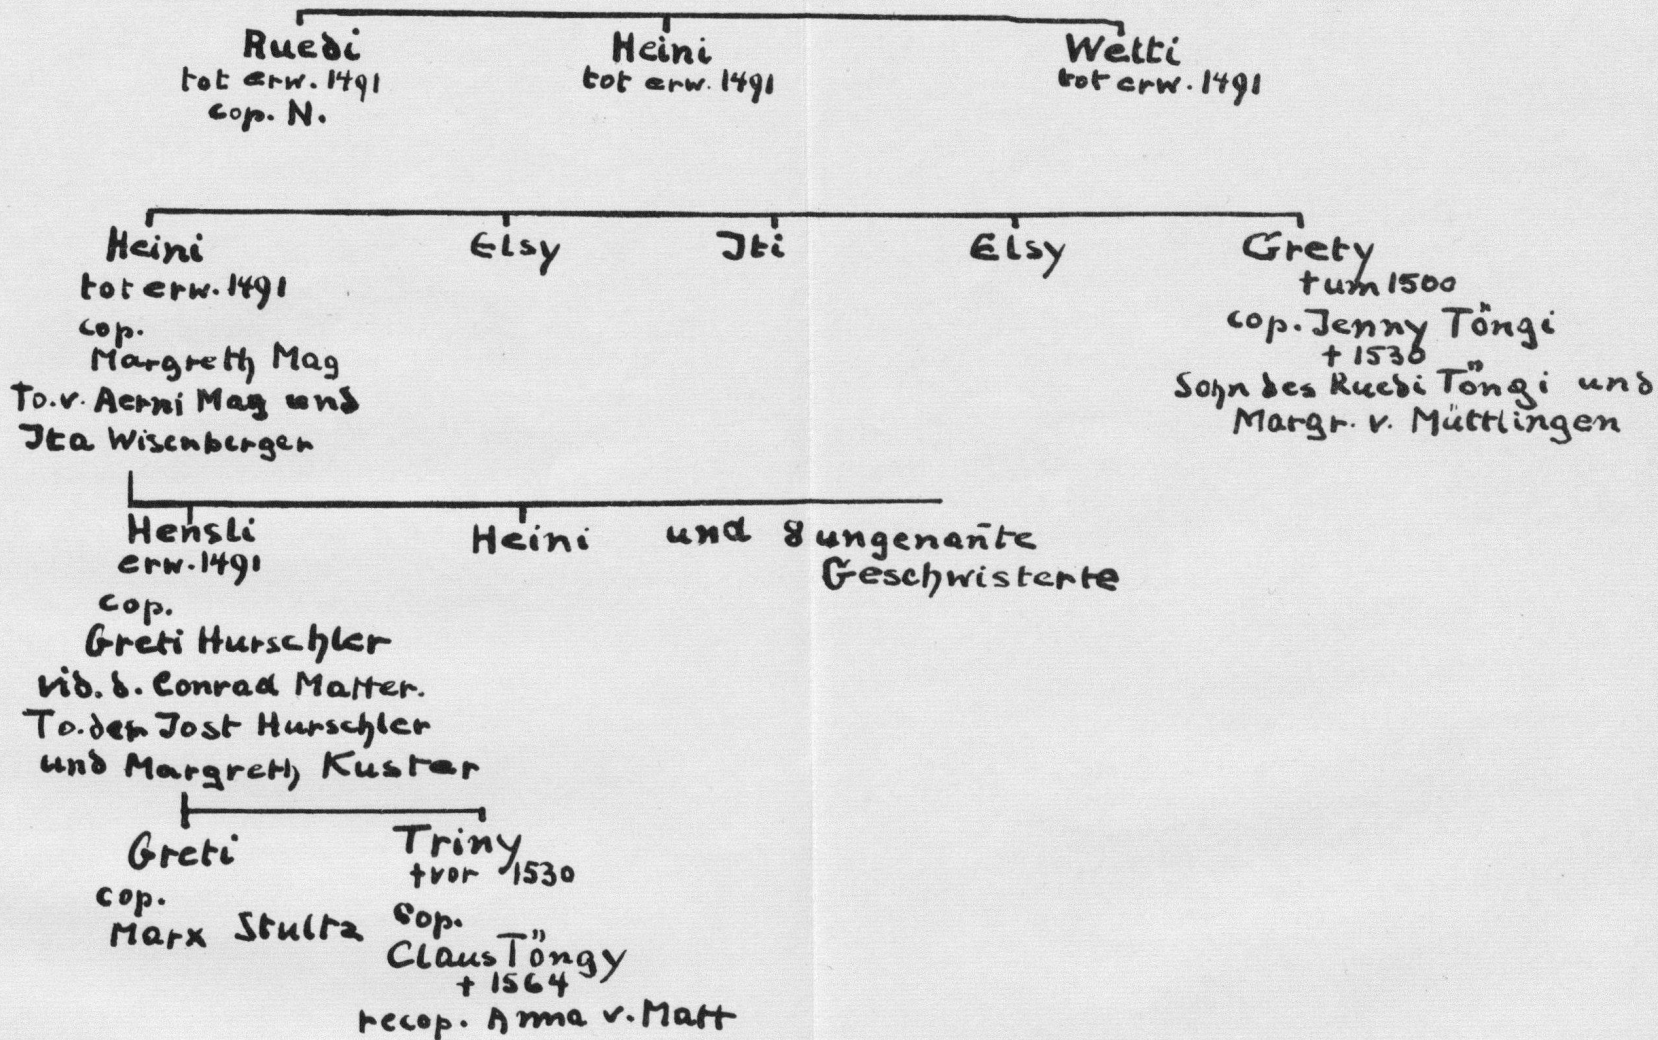 Ruedi Heini Welti
tot erw. 1491 tot erw. 1491 tot erw. 1491
cop. N.
Heini Elsy Iti Elsy Grety
tot erw. 1491 † um 1500
cop. cop. Jenny Töngi
Margreth Mag † 1530
To. v. Aerni Mag und Sohn des Ruedi Töngi und
Ita Wisenberger Margr. v. Müttlingen
Hensli Heini und 8 ungenan̄te
erw. 1491 Geschwisterte
cop.
Greti Hurschler
vid. d. Conrad Matter.
To. der Jost Hurschler
und Margreth Kuster
Greti Triny
† vor 1530
cop. cop.
Marx Stultz Claus Töngy
† 1564
recop. Anna v. Matt